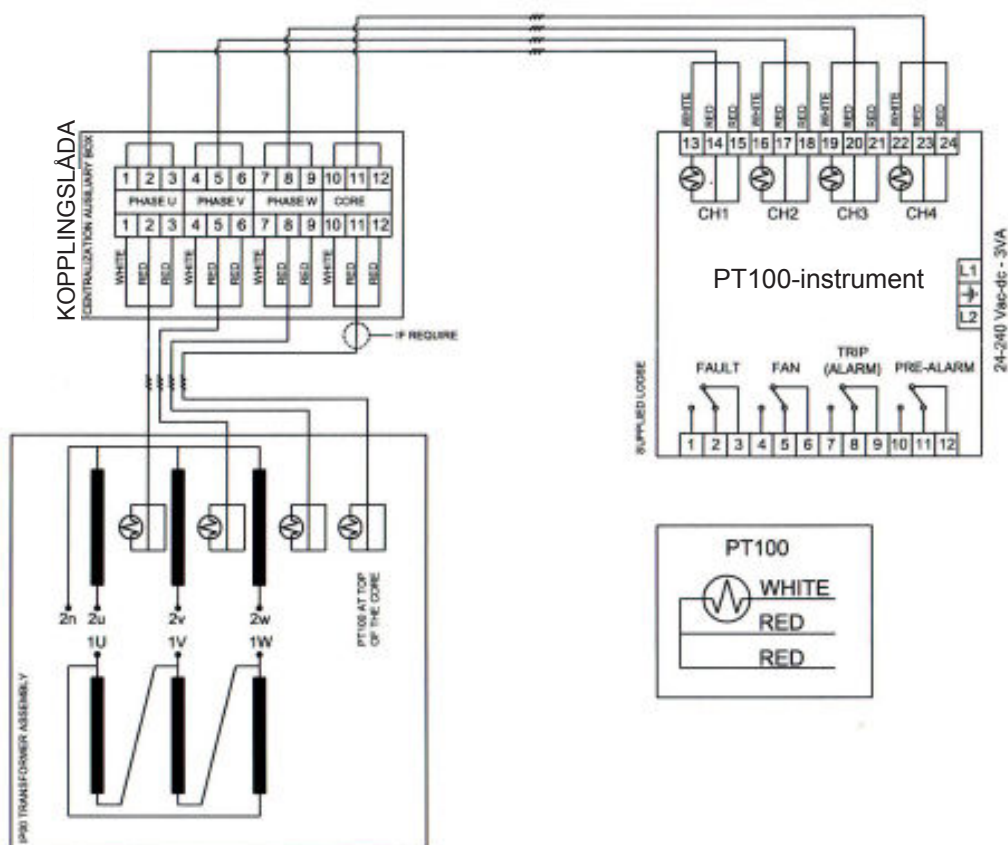 KOPPLINGSLÅDA
CENTRALIZATION AUXILIARY BOX
1 2 3 4 5 6 7 8 9 10 11 12
PHASE U PHASE V PHASE W CORE
1 2 3 4 5 6 7 8 9 10 11 12
WHITE RED RED WHITE RED RED WHITE RED RED WHITE RED RED
IF REQUIRE
WHITE RED RED WHITE RED RED WHITE RED RED WHITE RED RED
13 14 15 16 17 18 19 20 21 22 23 24
CH1 CH2 CH3 CH4
PT100-instrument
L1
L2
24-240 Vac-dc - 3VA
TRIP
FAULT FAN (ALARM) PRE-ALARM
SUPPLIED LOOSE
1 2 3 4 5 6 7 8 9 10 11 12
IP00 TRANSFORMER ASSEMBLY
PT100 AT TOP
OF THE CORE
2n 2u 2v 2w
1U 1V 1W
PT100
WHITE
RED
RED